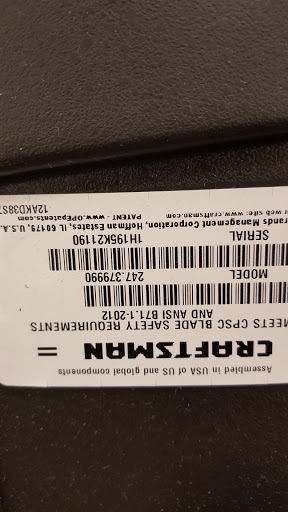 Assembled in USA of US and global components
CRAFTSMAN =
MEETS CPSC BLADE SAFETY REQUIREMENTS,
AND ANSI B71.1-2012
MODEL
247.379990
SERIAL
1H195K21190
Management Corporation, Hoffman Estates, IL 60179, U.S.A.
web site: www.craftsman.com PATENT - www.OPEpatents.com